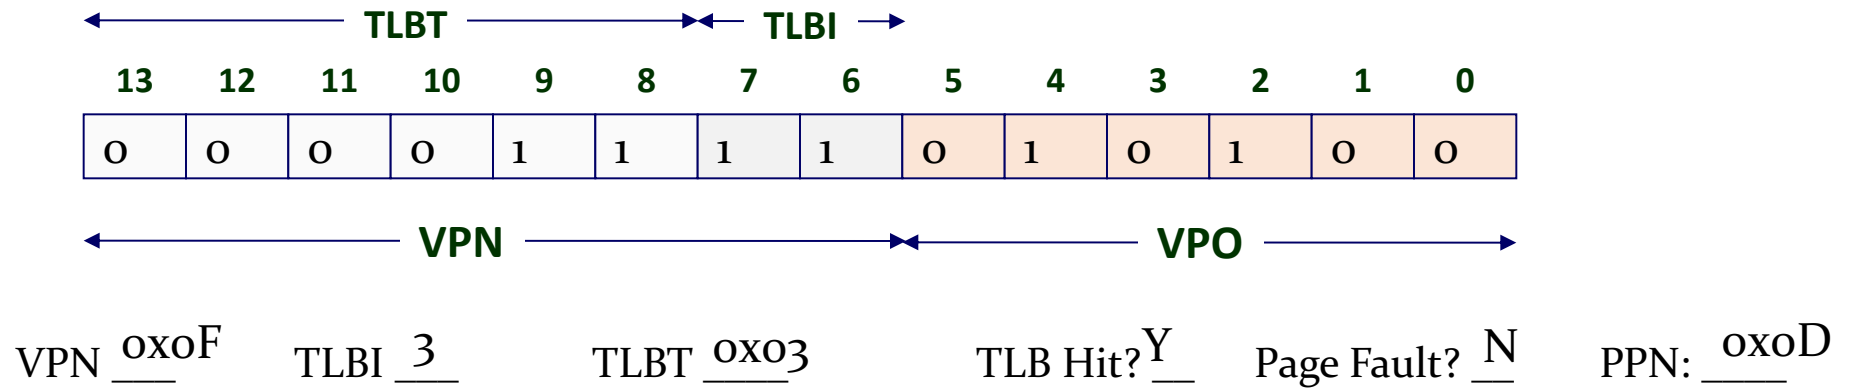 TLBT TLBI
13 12 11 10 9 8 7 6 5 4 3 2 1 0
0 0 0 0 1 1 1 1 0 1 0 1 0 0
VPN VPO
VPN 0x0F TLBI 3 TLBT 0x03 TLB Hit? Y Page Fault? N PPN: 0x0D